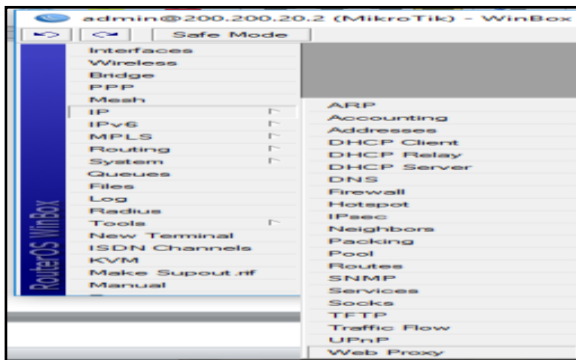 admin@200.200.20.2 (MikroTik) - WinBox
Safe Mode
Interfaces
Wireless
Bridge
PPP
Mesh
IP
IPv6
MPLS
Routing
System
Queues
Files
Log
Radius
Tools
New Terminal
ISDN Channels
KVM
Make Supout.rif
Manual
RouterOS WinBox
ARP
Accounting
Addresses
DHCP Client
DHCP Relay
DHCP Server
DNS
Firewall
Hotspot
IPsec
Neighbors
Packing
Pool
Routes
SNMP
Services
Socks
TFTP
Traffic Flow
UPnP
Web Proxy